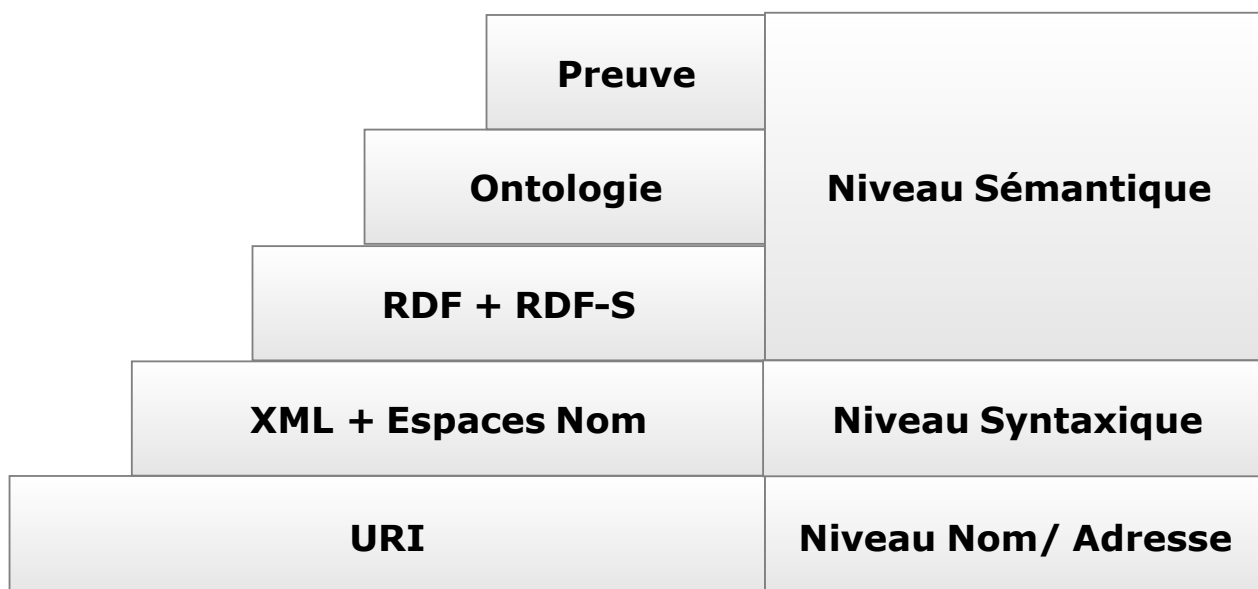 Preuve
Ontologie
Niveau Sémantique
RDF + RDF-S
XML + Espaces Nom
Niveau Syntaxique
URI
Niveau Nom/ Adresse